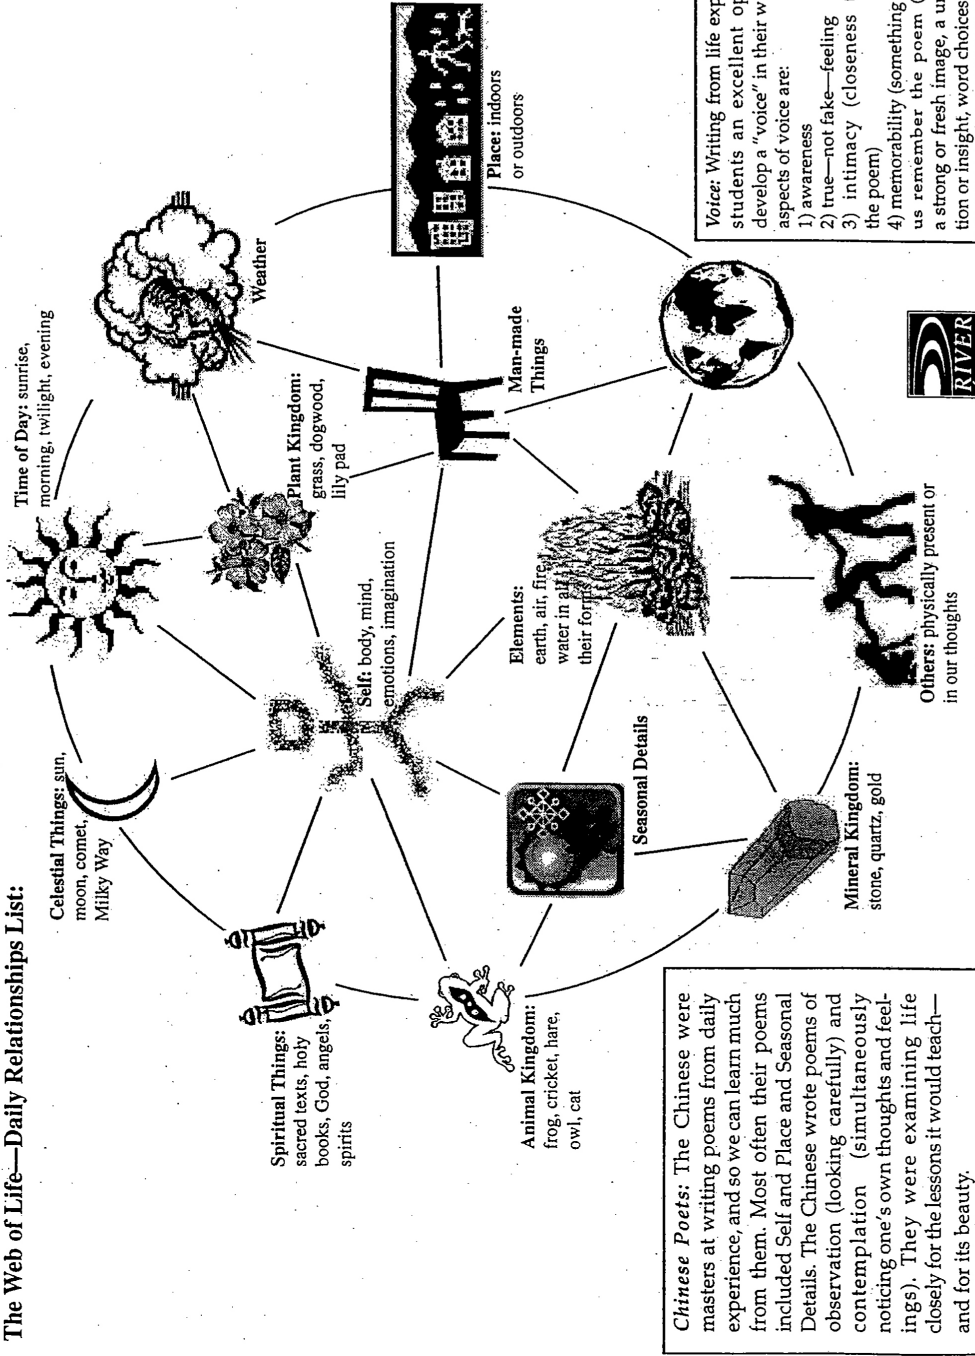 The Web of Life—Daily Relationships List:
Celestial Things: sun,
moon, comet,
Milky Way
Time of Day: sunrise,
morning, twilight, evening
Weather
Spiritual Things:
sacred texts, holy
books, God, angels,
spirits
Plant Kingdom:
grass, dogwood,
lily pad
Self: body, mind,
emotions, imagination
Place: indoors
or outdoors
Man-made
Things
Animal Kingdom:
frog, cricket, hare,
owl, cat
Elements:
earth, air, fire,
water in all
their forms
Seasonal Details
Mineral Kingdom:
stone, quartz, gold
Others: physically present or
in our thoughts
Chinese Poets: The Chinese were
masters at writing poems from daily
experience, and so we can learn much
from them. Most often their poems
included Self and Place and Seasonal
Details. The Chinese wrote poems of
observation (looking carefully) and
contemplation (simultaneously
noticing one's own thoughts and feel-
ings). They were examining life
closely for the lessons it would teach—
and for its beauty.
RIVER
Voice: Writing from life
students an excellent
develop a "voice" in their
aspects of voice are:
1) awareness
2) true—not fake—feeling
3) intimacy (closeness
the poem)
4) memorability (something
us remember the poem (
a strong or fresh image, a
tion or insight, word choices